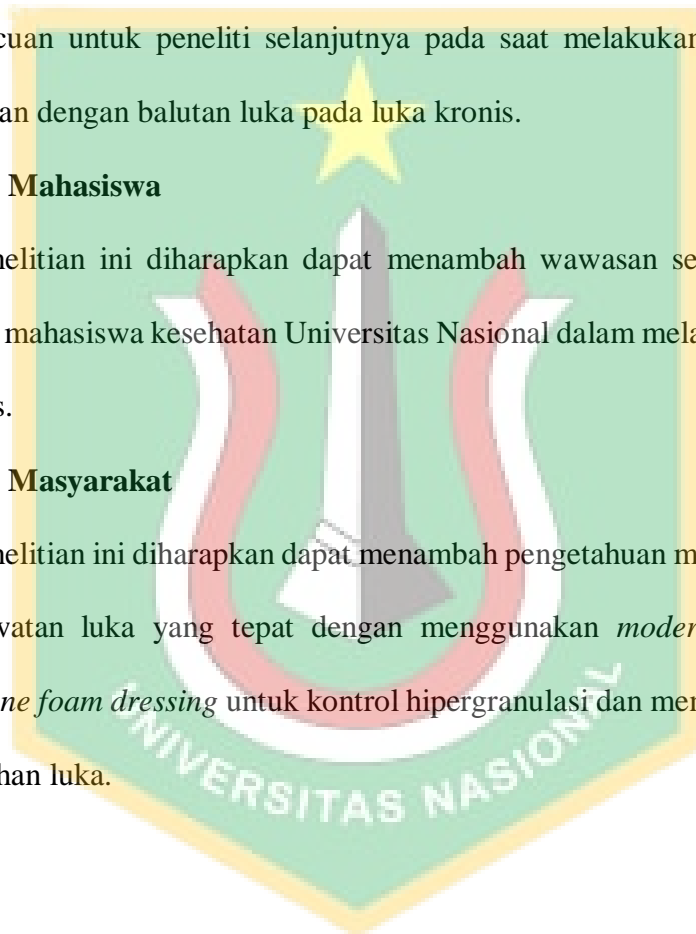 cuan untuk peneliti selanjutnya pada saat melakukan
an dengan balutan luka pada luka kronis.
Mahasiswa
nelitian ini diharapkan dapat menambah wawasan se
mahasiswa kesehatan Universitas Nasional dalam mela
s.
Masyarakat
nelitian ini diharapkan dapat menambah pengetahuan m
watan luka yang tepat dengan menggunakan moder
ne foam dressing untuk kontrol hipergranulasi dan mer
han luka.
UNIVERSITAS NASIONAL